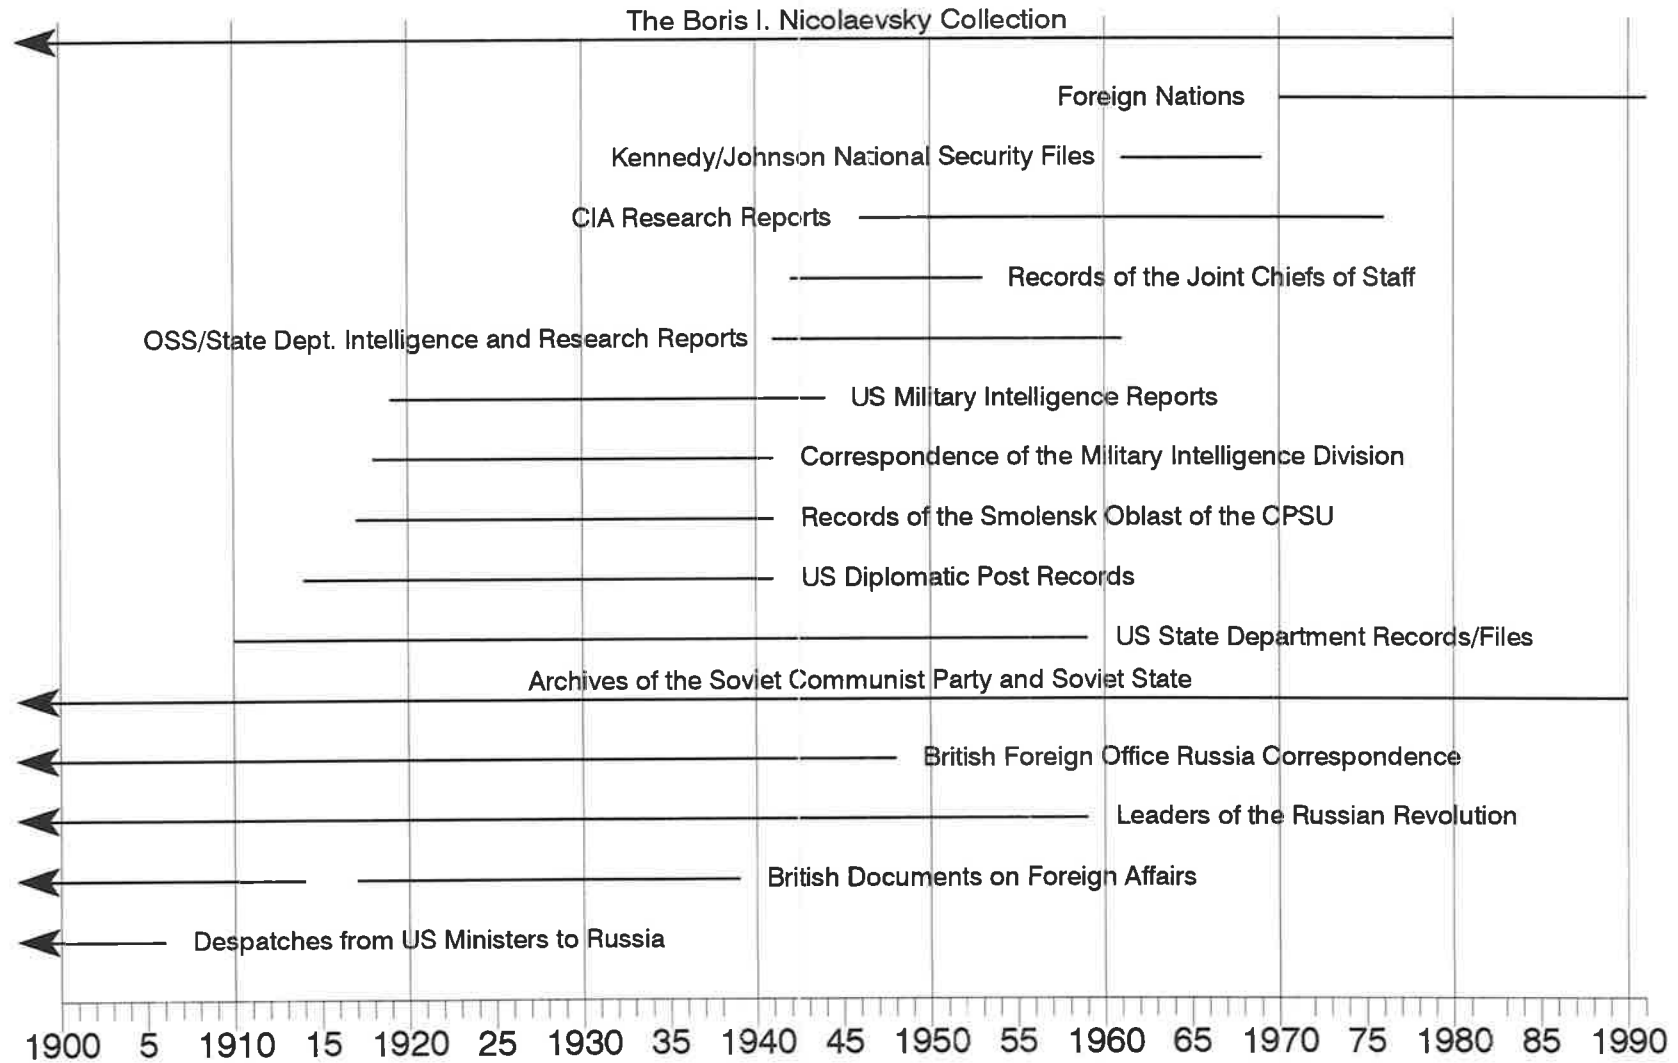 The Boris I. Nicolaevsky Collection
Foreign Nations
Kennedy/Johnson National Security Files
CIA Research Reports
Records of the Joint Chiefs of Staff
OSS/State Dept. Intelligence and Research Reports
US Military Intelligence Reports
Correspondence of the Military Intelligence Division
Records of the Smolensk Oblast of the CPSU
US Diplomatic Post Records
US State Department Records/Files
Archives of the Soviet Communist Party and Soviet State
British Foreign Office Russia Correspondence
Leaders of the Russian Revolution
British Documents on Foreign Affairs
Despatches from US Ministers to Russia
1900 5 1910 15 1920 25 1930 35 1940 45 1950 55 1960 65 1970 75 1980 85 1990